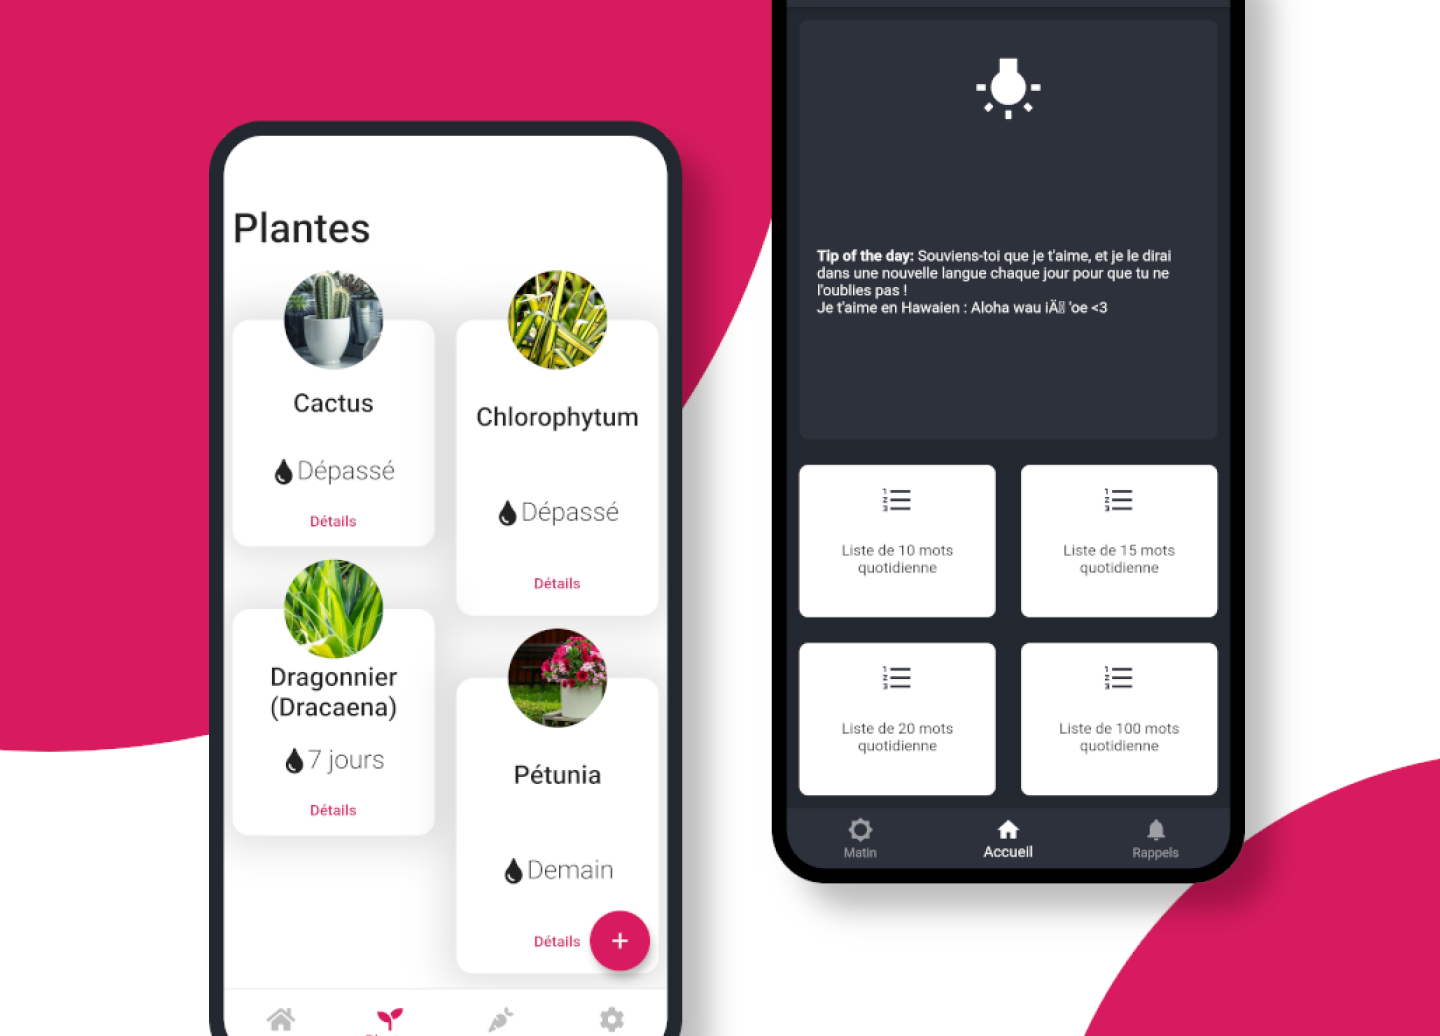 Plantes
Cactus
Dépassé
Détails
Chlorophytum
Dépassé
Détails
Dragonnier
(Dracaena)
7 jours
Détails
Pétunia
Demain
Détails
+
Tip of the day: Souviens-toi que je t'aime, et je le dirai
dans une nouvelle langue chaque jour pour que tu ne
l'oublies pas !
Je t'aime en Hawaien : Aloha wau iÄ 'oe <3
Liste de 10 mots
quotidienne
Liste de 15 mots
quotidienne
Liste de 20 mots
quotidienne
Liste de 100 mots
quotidienne
Matin
Accueil
Rappels